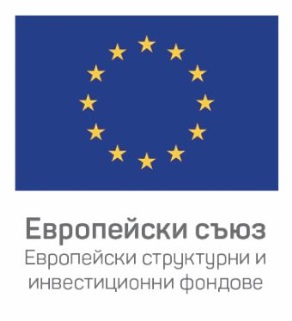 Европейски съюз
Европейски структурни и
инвестиционни фондове